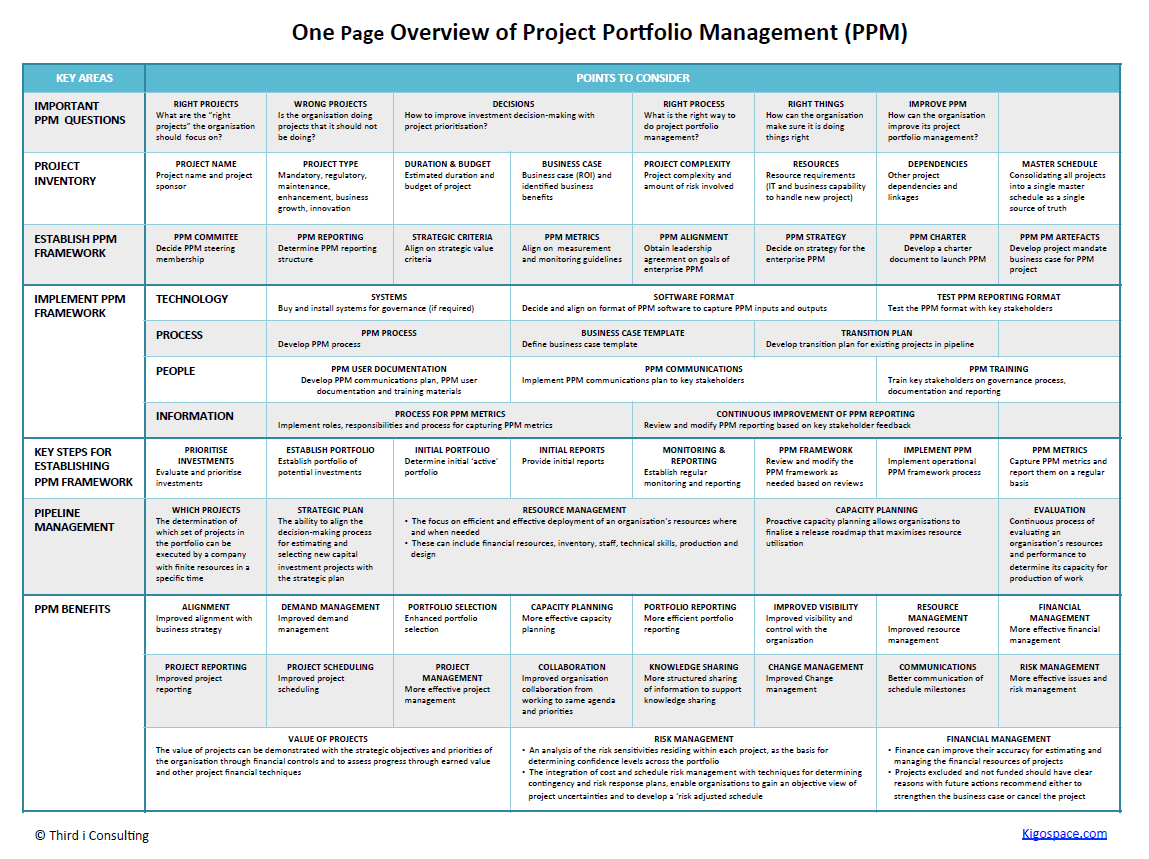 One Page Overview of Project Portfolio Management (PPM)
KEY AREAS
POINTS TO CONSIDER
IMPORTANT
PPM QUESTIONS
RIGHT PROJECTS
What are the "right
projects" the organisation
should focus on?
WRONG PROJECTS
Is the organisation doing
projects that it should not
be doing?
DECISIONS
How to improve investment decision-making with
project prioritisation?
RIGHT PROCESS
What is the right way to
do project portfolio
management?
RIGHT THINGS
How can the organisation
make sure it is doing
things right
IMPROVE PPM
How can the organisation
improve its project
portfolio management?
PROJECT
INVENTORY
PROJECT NAME
Project name and project
sponsor
PROJECT TYPE
Mandatory, regulatory,
maintenance,
enhancement, business
growth, innovation
DURATION & BUDGET
Estimated duration and
budget of project
BUSINESS CASE
Business case (ROI) and
identified business
benefits
PROJECT COMPLEXITY
Project complexity and
amount of risk involved
RESOURCES
Resource requirements
(IT and business capability
to handle new project)
DEPENDENCIES
Other project
dependencies and
linkages
MASTER SCHEDULE
Consolidating all projects
into a single master
schedule as a single
source of truth
ESTABLISH PPM
FRAMEWORK
PPM COMMITEE
Decide PPM steering
membership
PPM REPORTING
Determine PPM reporting
structure
STRATEGIC CRITERIA
Align on strategic value
criteria
PPM METRICS
Align on measurement
and monitoring guidelines
PPM ALIGNMENT
Obtain leadership
agreement on goals of
enterprise PPM
PPM STRATEGY
Decide on strategy for the
enterprise PPM
PPM CHARTER
Develop a charter
document to launch PPM
PPM PM ARTEFACTS
Develop project mandate
business case for PPM
project
IMPLEMENT PPM
FRAMEWORK
TECHNOLOGY
SYSTEMS
Buy and install systems for governance (if required)
SOFTWARE FORMAT
Decide and align on format of PPM software to capture PPM inputs and outputs
TEST PPM REPORTING FORMAT
Test the PPM format with key stakeholders
PROCESS
PPM PROCESS
Develop PPM process
BUSINESS CASE TEMPLATE
Define business case template
TRANSITION PLAN
Develop transition plan for existing projects in pipeline
PEOPLE
PPM USER DOCUMENTATION
Develop PPM communications plan, PPM user
documentation and training materials
PPM COMMUNICATIONS
Implement PPM communications plan to key stakeholders
PPM TRAINING
Train key stakeholders on governance process,
documentation and reporting
INFORMATION
PROCESS FOR PPM METRICS
Implement roles, responsibilities and process for capturing PPM metrics
CONTINUOUS IMPROVEMENT OF PPM REPORTING
Review and modify PPM reporting based on key stakeholder feedback
KEY STEPS FOR
ESTABLISHING
PPM FRAMEWORK
PRIORITISE
INVESTMENTS
Evaluate and prioritise
investments
ESTABLISH PORTFOLIO
Establish portfolio of
potential investments
INITIAL PORTFOLIO
Determine initial 'active'
portfolio
INITIAL REPORTS
Provide initial reports
MONITORING &
REPORTING
Establish regular
monitoring and reporting
PPM FRAMEWORK
Review and modify the
PPM framework as
needed based on reviews
IMPLEMENT PPM
Implement operational
PPM framework process
PPM METRICS
Capture PPM metrics and
report them on a regular
basis
PIPELINE
MANAGEMENT
WHICH PROJECTS
The determination of
which set of projects in
the portfolio can be
executed by a company
with finite resources in a
specific time
STRATEGIC PLAN
The ability to align the
decision-making process
for estimating and
selecting new capital
investment projects with
the strategic plan
RESOURCE MANAGEMENT
• The focus on efficient and effective deployment of an organisation's resources where
and when needed
• These can include financial resources, inventory, staff, technical skills, production and
design
CAPACITY PLANNING
Proactive capacity planning allows organisations to
finalise a release roadmap that maximises resource
utilisation
EVALUATION
Continuous process of
evaluating an
organisation's resources
and performance to
determine its capacity for
production of work
PPM BENEFITS
ALIGNMENT
Improved alignment with
business strategy
DEMAND MANAGEMENT
Improved demand
management
PORTFOLIO SELECTION
Enhanced portfolio
selection
CAPACITY PLANNING
More effective capacity
planning
PORTFOLIO REPORTING
More efficient portfolio
reporting
IMPROVED VISIBILITY
Improved visibility and
control with the
organisation
RESOURCE
MANAGEMENT
Improved resource
management
FINANCIAL
MANAGEMENT
More effective financial
management
PROJECT REPORTING
Improved project
reporting
PROJECT SCHEDULING
Improved project
scheduling
PROJECT
MANAGEMENT
More effective project
management
COLLABORATION
Improved organisation
collaboration from
working to same agenda
and priorities
KNOWLEDGE SHARING
More structured sharing
of information to support
knowledge sharing
CHANGE MANAGEMENT
Improved Change
management
COMMUNICATIONS
Better communication of
schedule milestones
RISK MANAGEMENT
More effective issues and
risk management
VALUE OF PROJECTS
The value of projects can be demonstrated with the strategic objectives and priorities of
the organisation through financial controls and to assess progress through earned value
and other project financial techniques
RISK MANAGEMENT
• An analysis of the risk sensitivities residing within each project, as the basis for
determining confidence levels across the portfolio
• The integration of cost and schedule risk management with techniques for determining
contingency and risk response plans, enable organisations to gain an objective view of
project uncertainties and to develop a 'risk adjusted schedule
FINANCIAL MANAGEMENT
• Finance can improve their accuracy for estimating and
managing the financial resources of projects
• Projects excluded and not funded should have clear
reasons with future actions recommend either to
strengthen the business case or cancel the project
© Third i Consulting
Kigospace.com